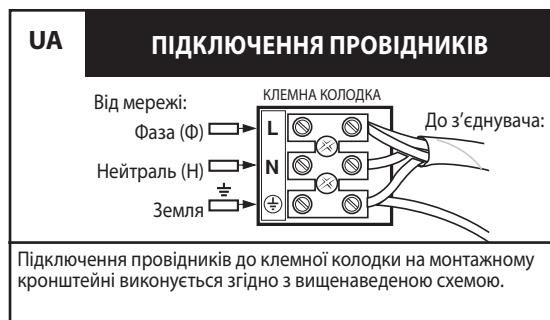 UA
ПІДКЛЮЧЕННЯ ПРОВІДНИКІВ
КЛЕМНА КОЛОДКА
Від мережі:
До з’єднувача:
Фаза (Ф)
L
Нейтраль (Н)
N
Земля
Підключення провідників до клемної колодки на монтажному
кронштейні виконується згідно з вищенаведеною схемою.